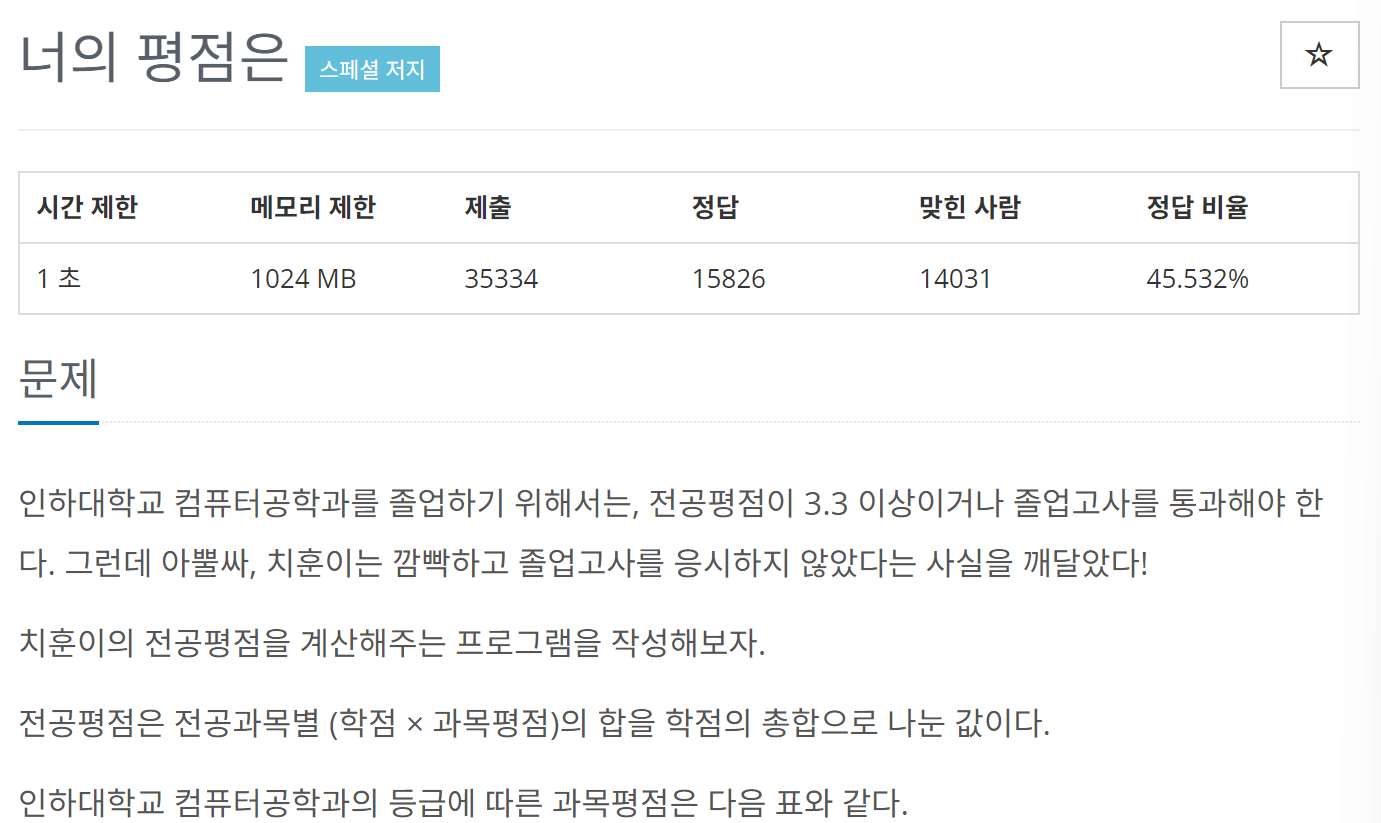 너의 평점은 스페셜 저지
☆
시간 제한 메모리 제한 제출 정답 맞힌 사람 정답 비율
1 초 1024 MB 35334 15826 14031 45.532%
문제
인하대학교 컴퓨터공학과를 졸업하기 위해서는, 전공평점이 3.3 이상이거나 졸업고사를 통과해야 한
다. 그런데 아뿔싸, 치훈이는 깜빡하고 졸업고사를 응시하지 않았다는 사실을 깨달았다!
치훈이의 전공평점을 계산해주는 프로그램을 작성해보자.
전공평점은 전공과목별 (학점 × 과목평점)의 합을 학점의 총합으로 나눈 값이다.
인하대학교 컴퓨터공학과의 등급에 따른 과목평점은 다음 표와 같다.